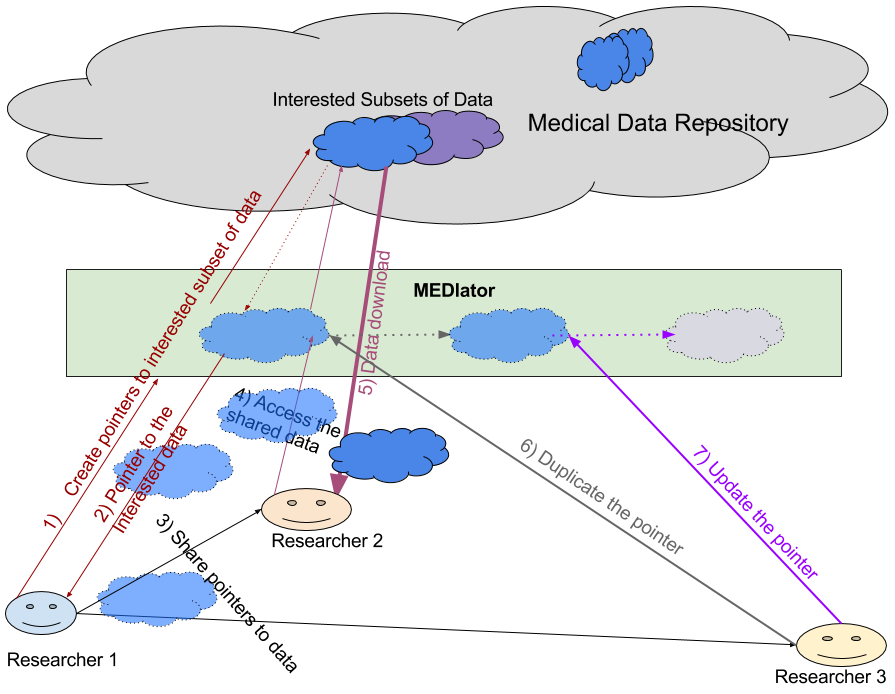 Interested Subsets of Data
Medical Data Repository
MEDIator
1) Create pointers to interested subset of data
2) Pointer to the
Interested data
3) Share pointers to data
4) Access the
shared data
5) Data download
6) Duplicate the pointer
7) Update the pointer
Researcher 2
Researcher 1
Researcher 3